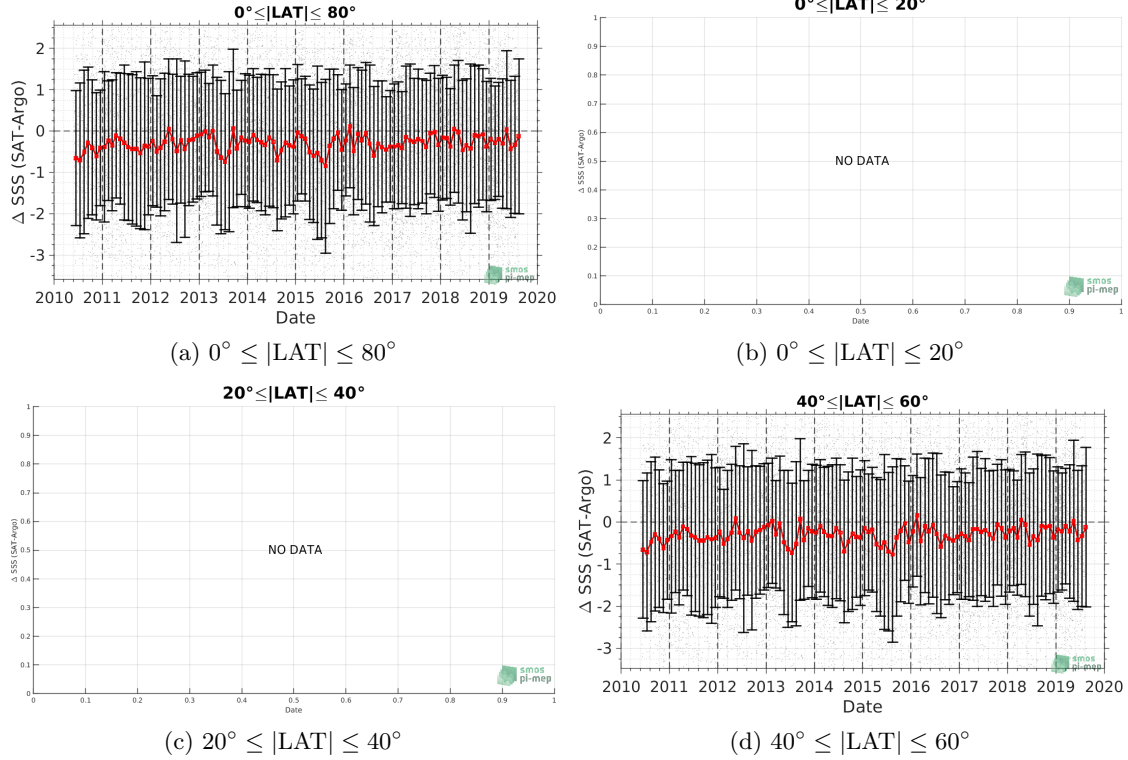 0°≤|LAT|≤ 80°
Δ SSS (SAT-Argo)
2
1
0
-1
-2
-3
2010 2011 2012 2013 2014 2015 2016 2017 2018 2019 2020
Date
smos
pi-mep
(a) 0° ≤ |LAT| ≤ 80°
0°≤|LAT|≤ 20°
Δ SSS (SAT-Argo)
1
0.9
0.8
0.7
0.6
0.5
0.4
0.3
0.2
0.1
0
NO DATA
0 0.1 0.2 0.3 0.4 0.5 0.6 0.7 0.8 0.9 1
Date
smos
pi-mep
(b) 0° ≤ |LAT| ≤ 20°
20°≤|LAT|≤ 40°
Δ SSS (SAT-Argo)
1
0.9
0.8
0.7
0.6
0.5
0.4
0.3
0.2
0.1
0
NO DATA
0 0.1 0.2 0.3 0.4 0.5 0.6 0.7 0.8 0.9 1
Date
smos
pi-mep
(c) 20° ≤ |LAT| ≤ 40°
40°≤|LAT|≤ 60°
Δ SSS (SAT-Argo)
2
1
0
-1
-2
-3
2010 2011 2012 2013 2014 2015 2016 2017 2018 2019 2020
Date
smos
pi-mep
(d) 40° ≤ |LAT| ≤ 60°